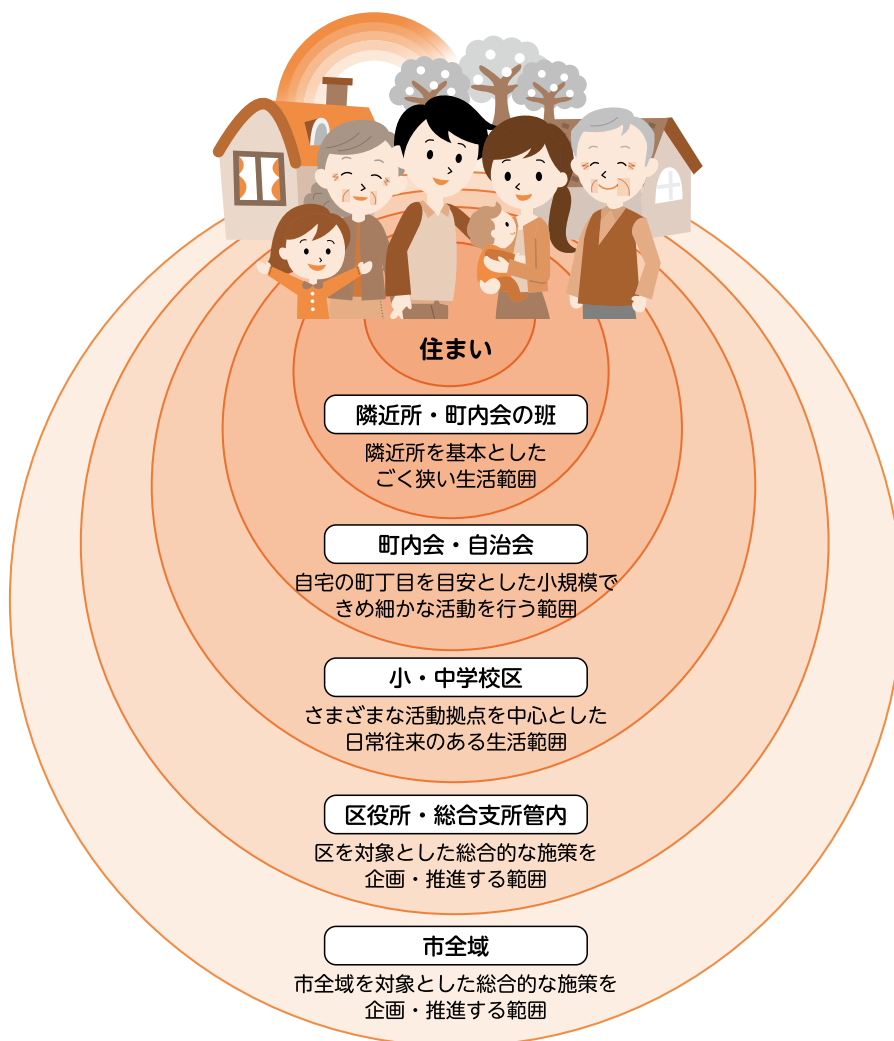 住まい
隣近所・町内会の班
隣近所を基本とした
ごく狭い生活範囲
町内会・自治会
自宅の町丁目を目安とした小規模で
きめ細かな活動を行う範囲
小・中学校区
さまざまな活動拠点を中心とした
日常往来のある生活範囲
区役所・総合支所管内
区を対象とした総合的な施策を
企画・推進する範囲
市全域
市全域を対象とした総合的な施策を
企画・推進する範囲